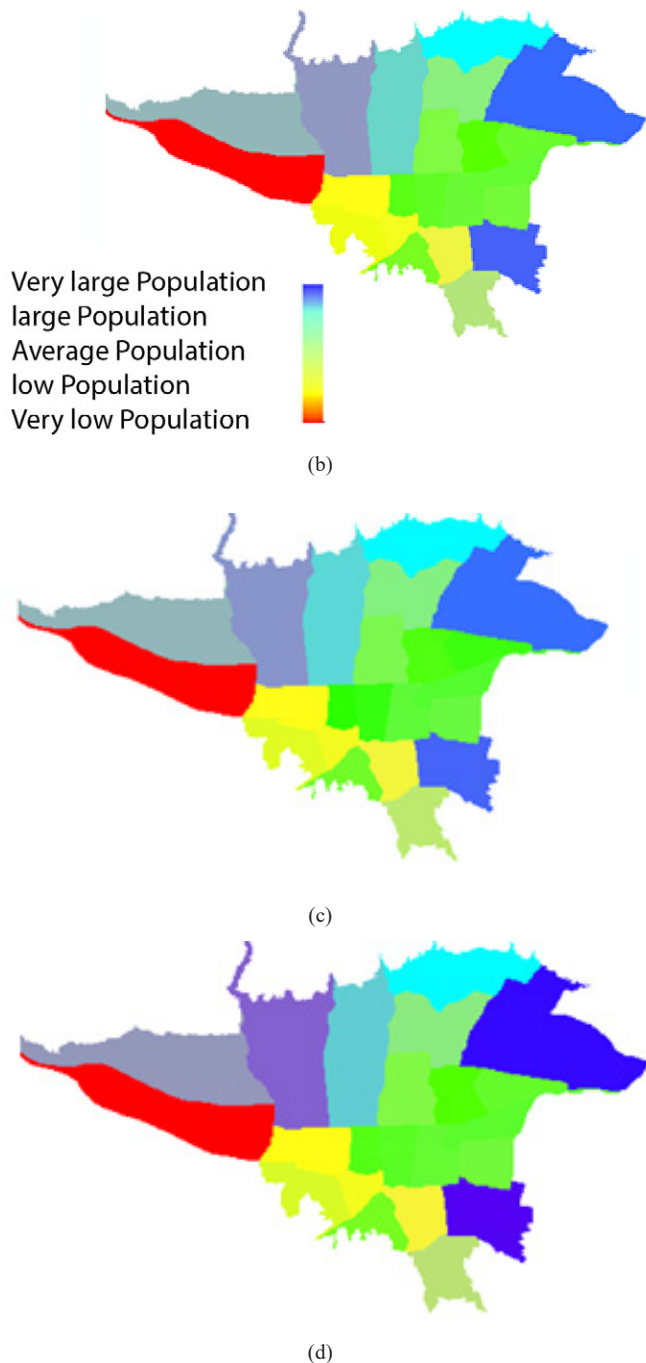 Very large Population
large Population
Average Population
low Population
Very low Population
(b)
(c)
(d)